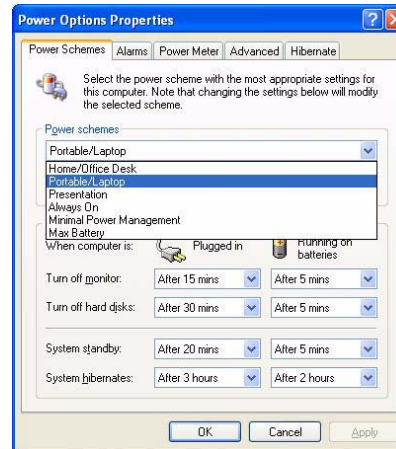 Power Options Properties
Power Schemes Alarms Power Meter Advanced Hibernate
Select the power scheme with the most appropriate settings for
this computer. Note that changing the settings below will modify
the selected scheme.
Power schemes
Portable/Laptop
Home/Office Desk
Portable/Laptop
Presentation
Always On
Minimal Power Management
Max Battery
When computer is: Plugged in Running on
batteries
Turn off monitor: After 15 mins After 5 mins
Turn off hard disks: After 30 mins After 5 mins
System standby: After 20 mins After 5 mins
System hibernates: After 3 hours After 2 hours
OK Cancel Apply